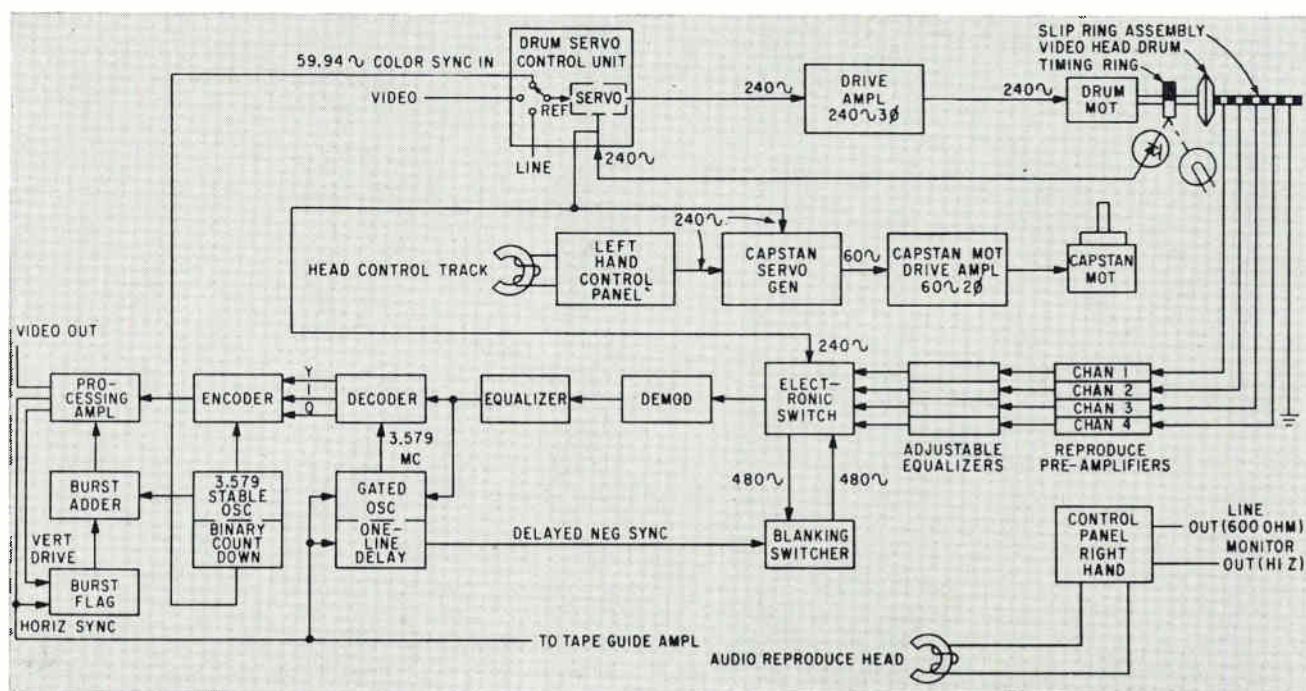 SLIP RING ASSEMBLY
VIDEO HEAD DRUM
TIMING RING
DRUM SERVO
CONTROL UNIT
59.94~ COLOR SYNC IN
VIDEO
REF
SERVO
LINE
240~
240~
DRIVE
AMPL
240~3ø
240~
DRUM
MOT
240~
HEAD CONTROL TRACK
LEFT
HAND
CONTROL
PANEL
CAPSTAN
SERVO
GEN
60~
CAPSTAN MOT
DRIVE AMPL
60~2ø
CAPSTAN
MOT
VIDEO OUT
PRO-
CESSING
AMPL
ENCODER
Y
I
Q
DECODER
EQUALIZER
DEMOD
240~
ELECT-
RONIC
SWITCH
CHAN 1
CHAN 2
CHAN 3
CHAN 4
ADJUSTABLE
EQUALIZERS
REPRODUCE
PRE-AMPLIFIERS
3.579
MC
BURST
ADDER
3.579
STABLE
OSC
BINARY
COUNT
DOWN
GATED
OSC
ONE-
LINE
DELAY
DELAYED NEG SYNC
480~
480~
BLANKING
SWITCHER
VERT
DRIVE
BURST
FLAG
HORIZ SYNC
TO TAPE GUIDE AMPL
AUDIO REPRODUCE HEAD
CONTROL
PANEL
RIGHT
HAND
LINE
OUT (600 OHM)
MONITOR
OUT (HI Z)